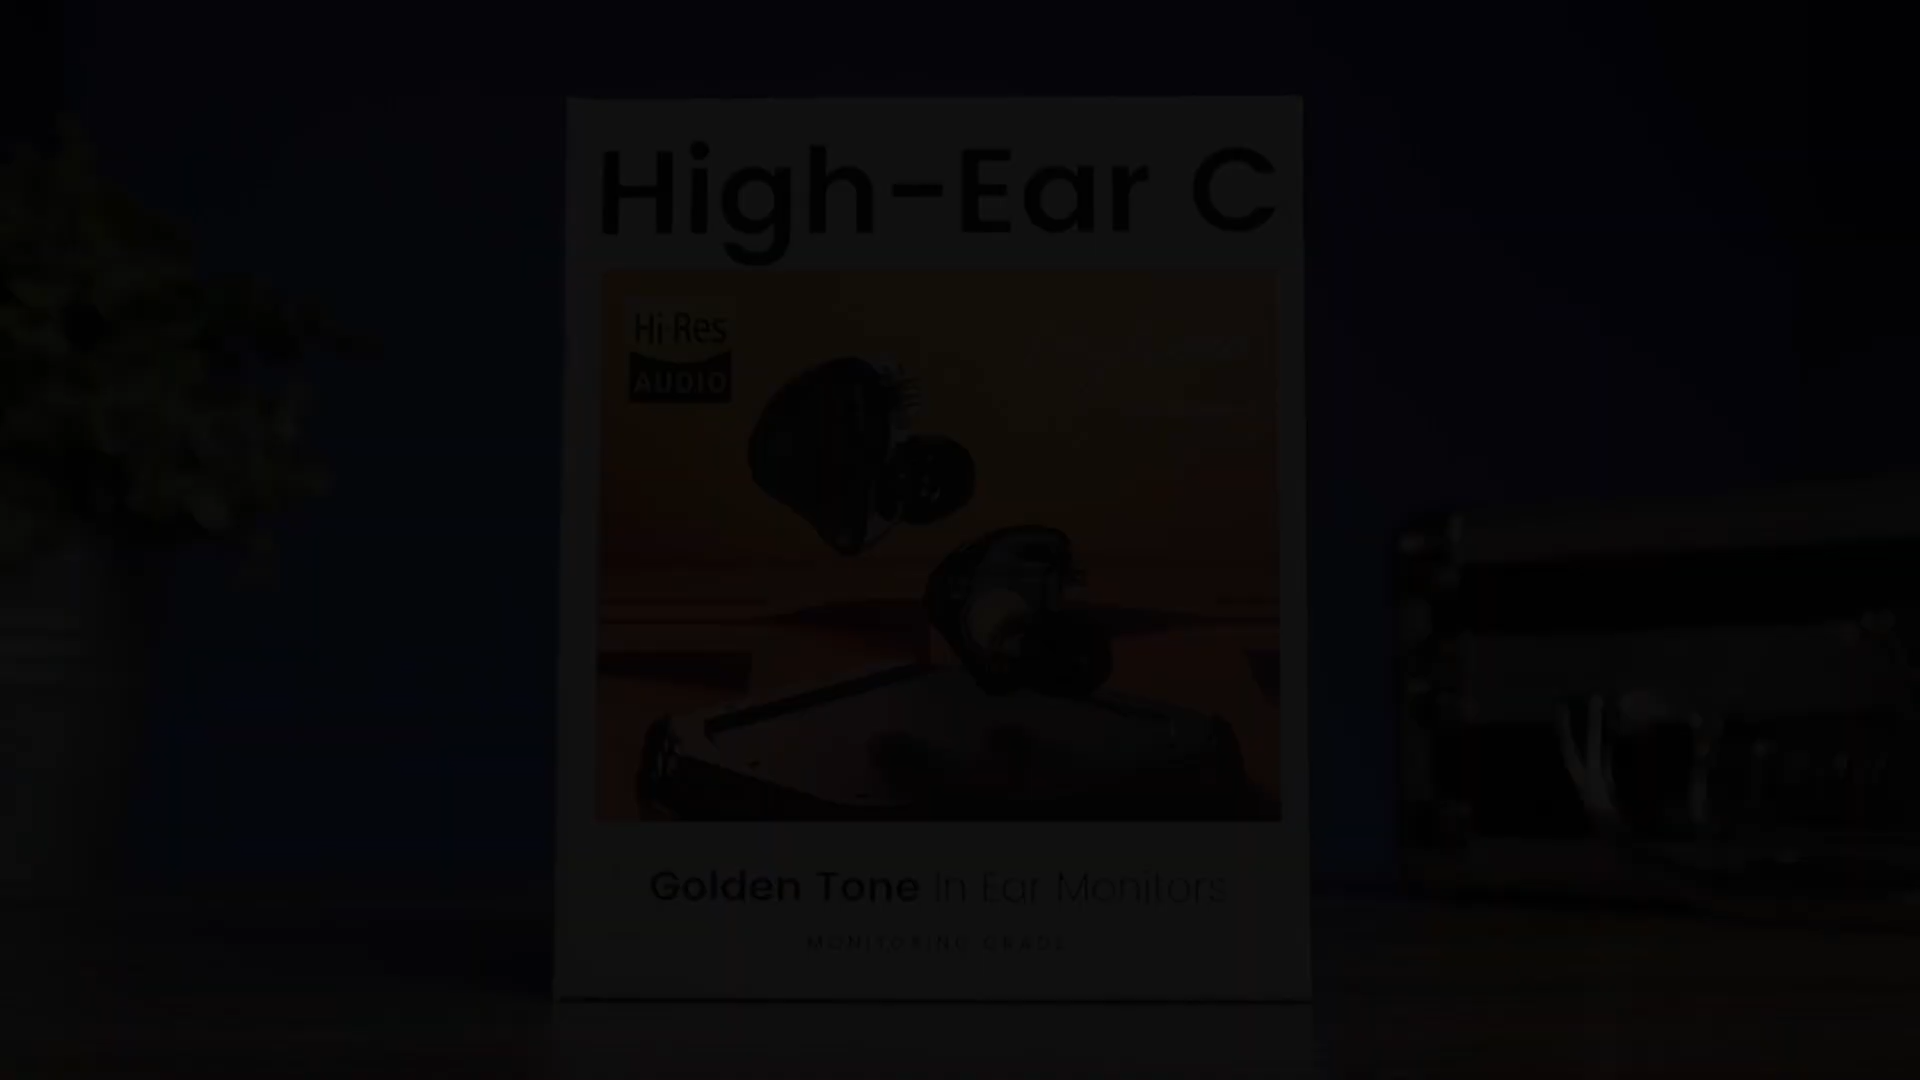 High-Ear C
Hi-Res
AUDIO
Golden Tone In Ear Monitors
MONITORING GRADE